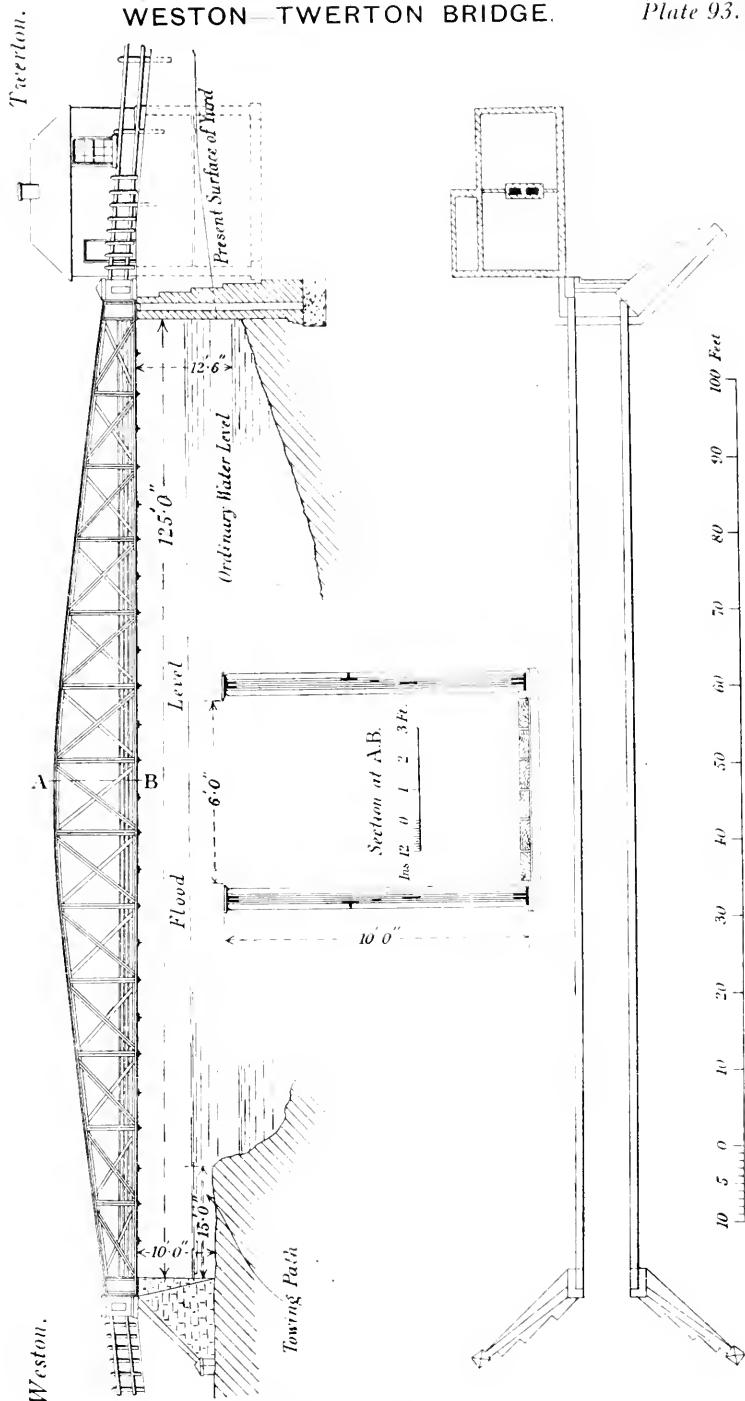 WESTON–TWERTON BRIDGE.
Plate 93.
Twerton.
Present Surface of Yard
12'·6"
125'·0"
Ordinary Water Level
Flood Level
A
B
6'·0"
Section at A.B.
Ins 12 0 1 2 3 Ft.
10'·0"
10'·0"
15'·0"
Towing Path
Weston.
10 5 0 10 20 30 40 50 60 70 80 90 100 Feet